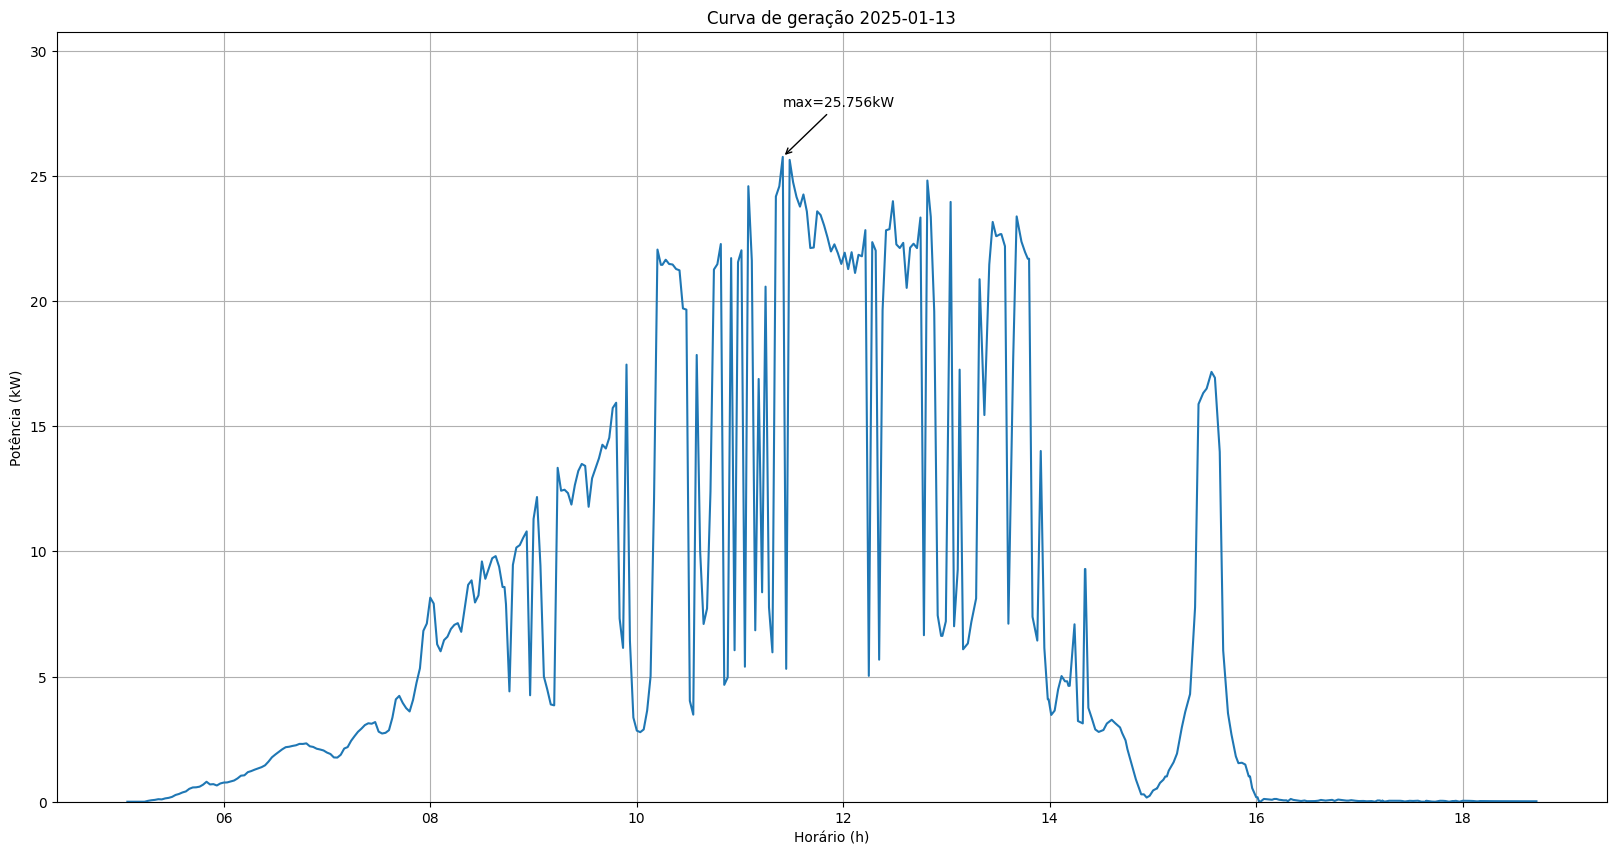 Curva de geração 2025-01-13
30
max=25.756kW
25
20
15
10
5
0
Potência (kW)
06 08 10 12 14 16 18
Horário (h)